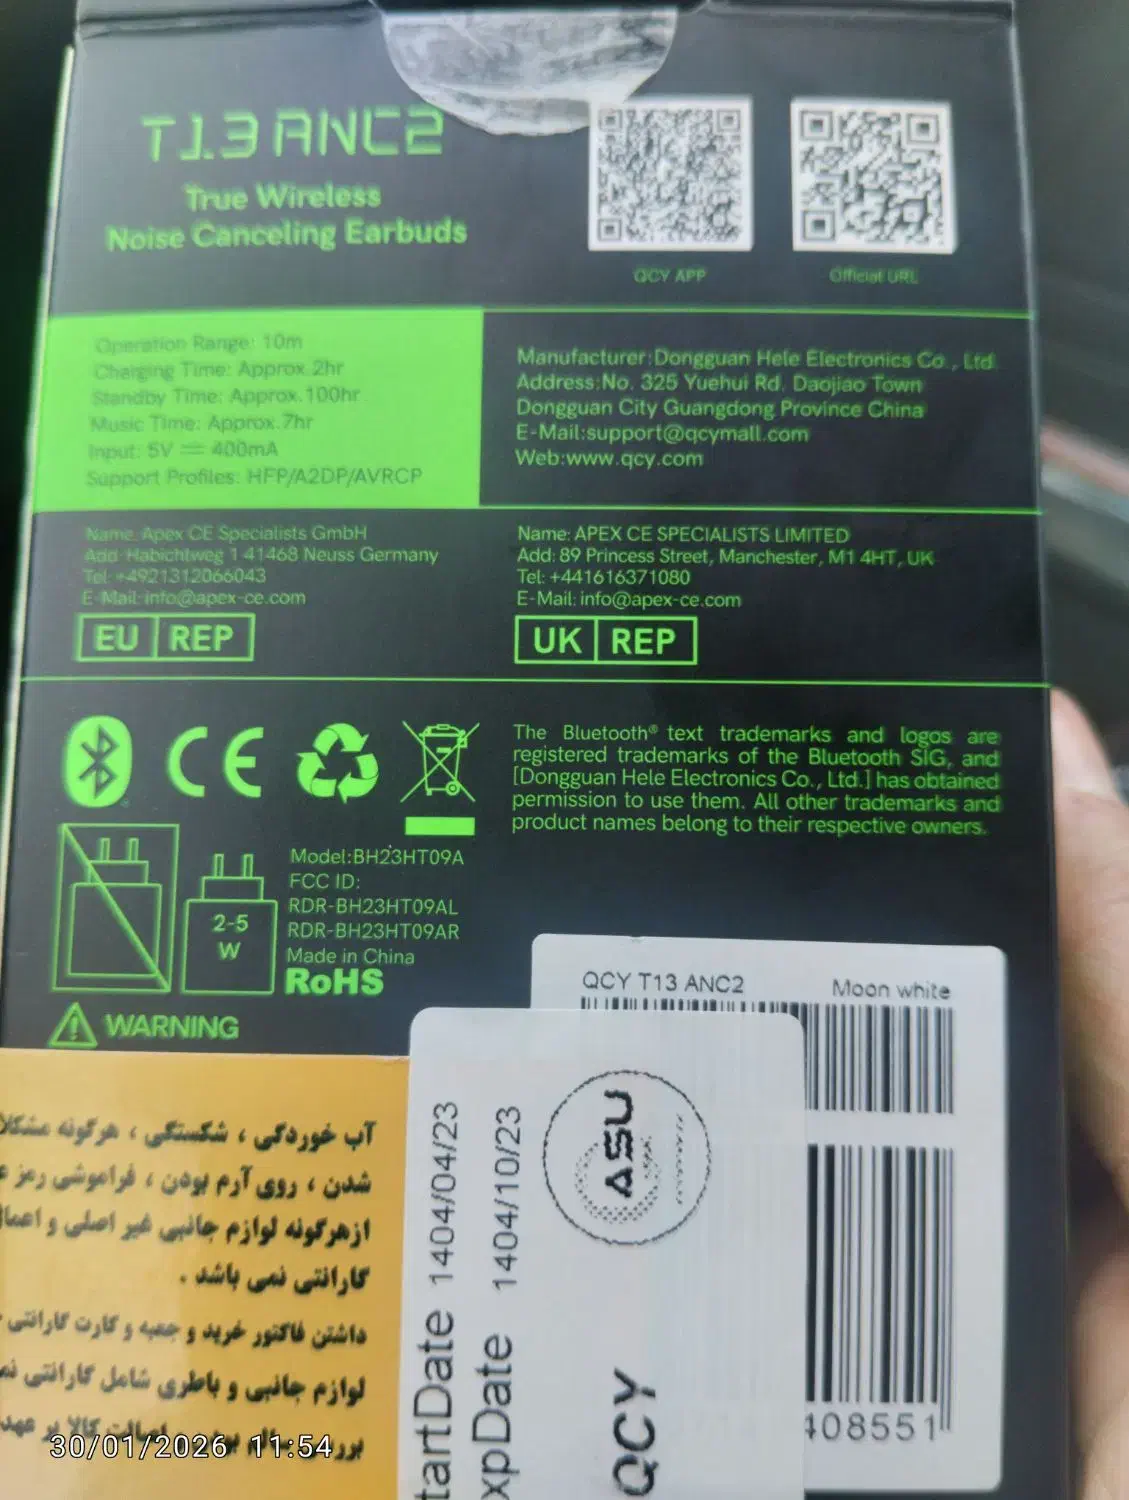 T13 ANC2
True Wireless
Noise Canceling Earbuds
QCY APP
Official URL
Operation Range: 10m
Charging Time: Approx.2hr
Standby Time: Approx.100hr
Music Time: Approx.7hr
Input: 5V ⎓ 400mA
Support Profiles: HFP/A2DP/AVRCP
Manufacturer:Dongguan Hele Electronics Co., Ltd.
Address:No. 325 Yuehui Rd. Daojiao Town
Dongguan City Guangdong Province China
E-Mail:support@qcymall.com
Web:www.qcy.com
Name: Apex CE Specialists GmbH
Add: Habichtweg 1 41468 Neuss Germany
Tel: +4921312066043
E-Mail: info@apex-ce.com
EU REP
Name: APEX CE SPECIALISTS LIMITED
Add: 89 Princess Street, Manchester, M1 4HT, UK
Tel: +441616371080
E-Mail: info@apex-ce.com
UK REP
CE
The Bluetooth® text trademarks and logos are
registered trademarks of the Bluetooth SIG, and
[Dongguan Hele Electronics Co., Ltd.] has obtained
permission to use them. All other trademarks and
product names belong to their respective owners.
2-5
W
Model:BH23HT09A
FCC ID:
RDR-BH23HT09AL
RDR-BH23HT09AR
Made in China
RoHS
WARNING
QCY T13 ANC2 Moon white
408551
آب خوردگی ، شکستگی ، هرگونه
شدن ، روی آرم بودن ، فراموشی رمز
ازهرگونه لوازم جانبی غیر اصلی و
گارانتی نمی باشد .
داشتن فاکتور خرید و جعبه و کارت گارانتی
لوازم جانبی و باطری شامل گارانتی
اصالت کالا بر
tartDate 1404/04/23
xpDate 1404/10/23
ASU
QCY
30/01/2026 11:54